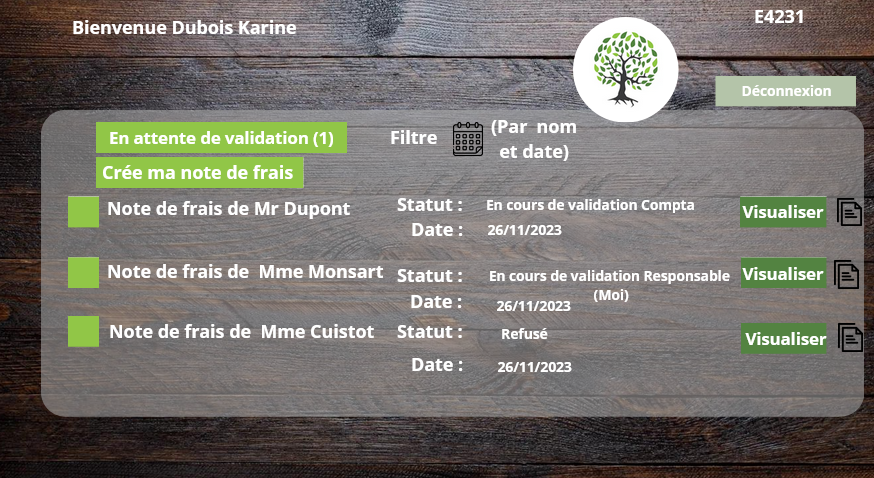 Bienvenue Dubois Karine
E4231
Déconnexion
En attente de validation (1)
Filtre
(Par nom
et date)
Crée ma note de frais
Note de frais de Mr Dupont
Statut :
En cours de validation Compta
Date :
26/11/2023
Visualiser
Note de frais de Mme Monsart
Statut :
En cours de validation Responsable
(Moi)
Date :
26/11/2023
Visualiser
Note de frais de Mme Cuistot
Statut :
Refusé
Date :
26/11/2023
Visualiser